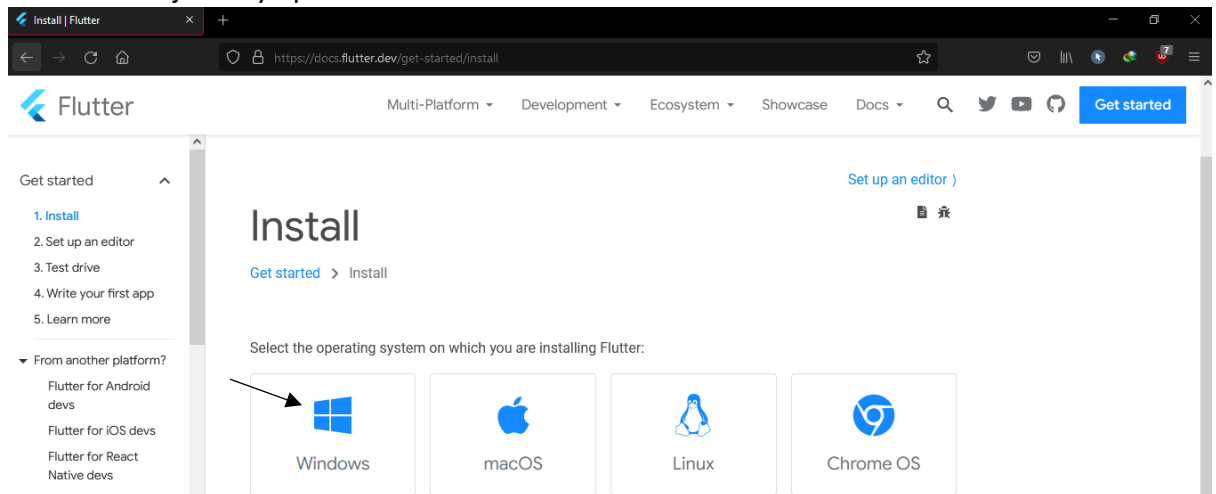 Install | Flutter
https://docs.flutter.dev/get-started/install
7
Flutter
Multi-Platform
Development
Ecosystem
Showcase
Docs
Get started
Get started
1. Install
2. Set up an editor
3. Test drive
4. Write your first app
5. Learn more
From another platform?
Flutter for Android
devs
Flutter for iOS devs
Flutter for React
Native devs
Set up an editor
Install
Get started > Install
Select the operating system on which you are installing Flutter:
Windows
macOS
Linux
Chrome OS